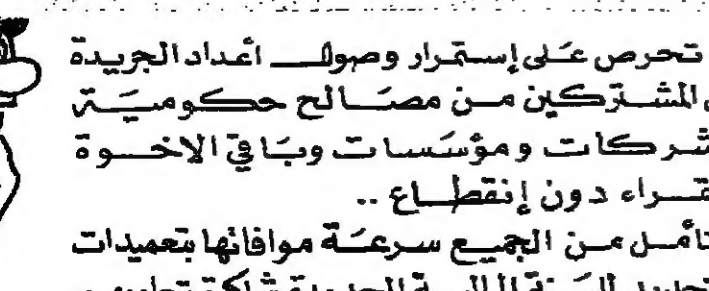 تحرص على إستمرار وصول أعداد الجريدة
المشتركين من مصالح حكومية
شركات ومؤسسات وباقي الاخوة
قراء دون إنقطاع ..
تأمل من الجميع سرعة موافاتها بتعميدات